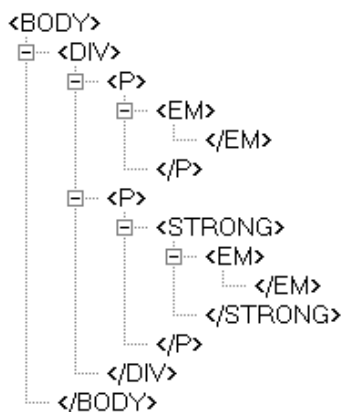 <BODY>
<DIV>
<P>
<EM>
</EM>
</P>
<P>
<STRONG>
<EM>
</EM>
</STRONG>
</P>
</DIV>
</BODY>